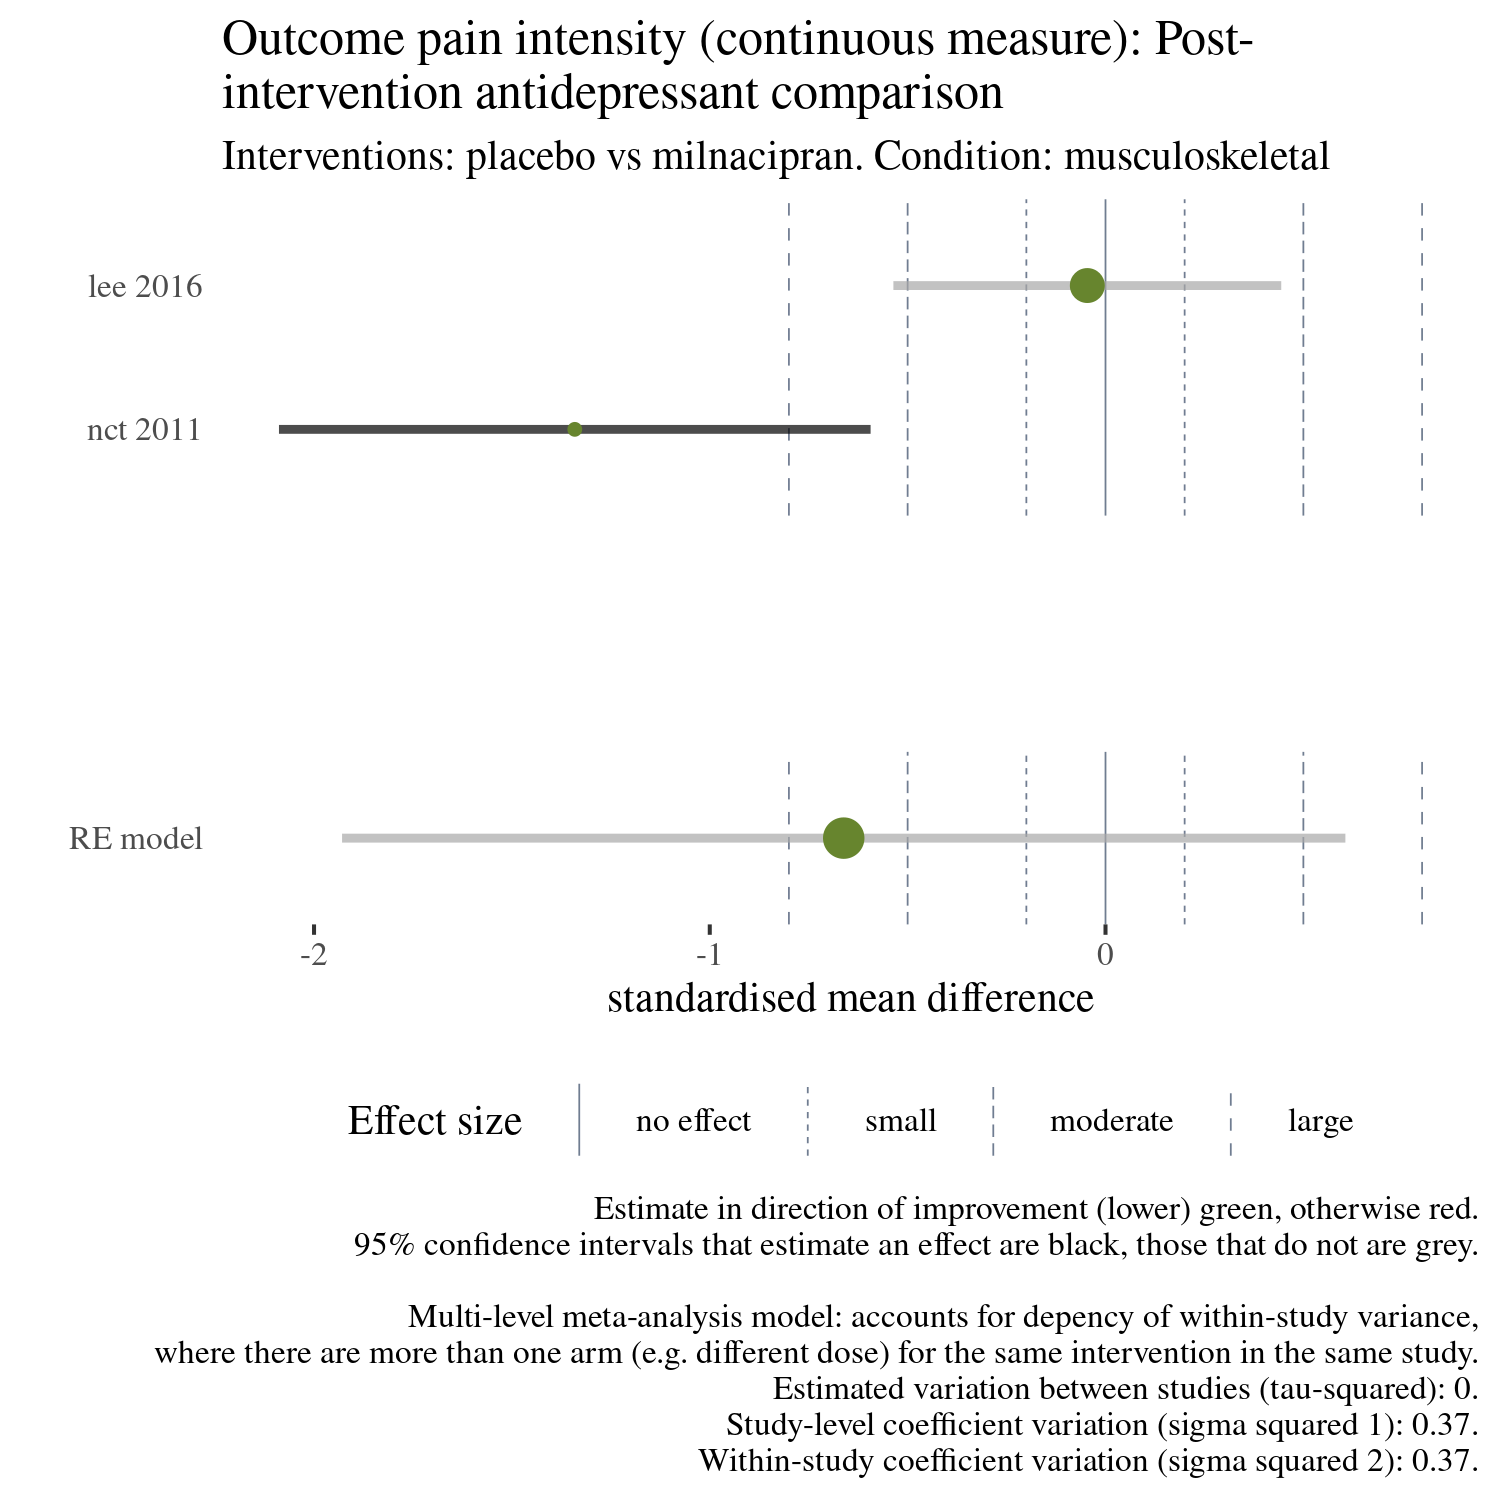 Outcome pain intensity (continuous measure): Post-
intervention antidepressant comparison
Interventions: placebo vs milnacipran. Condition: musculoskeletal
lee 2016
nct 2011
RE model
-2 -1 0
standardised mean difference
Effect size no effect small moderate large
Estimate in direction of improvement (lower) green, otherwise red.
95% confidence intervals that estimate an effect are black, those that do not are grey.
Multi-level meta-analysis model: accounts for depency of within-study variance,
where there are more than one arm (e.g. different dose) for the same intervention in the same study.
Estimated variation between studies (tau-squared): 0.
Study-level coefficient variation (sigma squared 1): 0.37.
Within-study coefficient variation (sigma squared 2): 0.37.